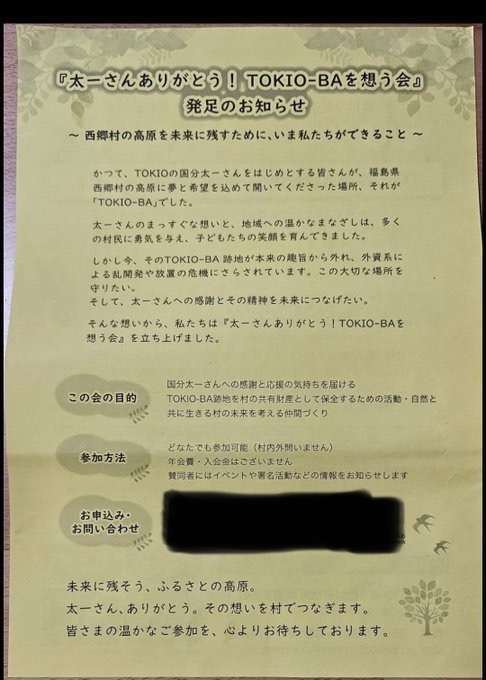 『太一さんありがとう！ TOKIO-BAを想う会』
発足のお知らせ
～ 西郷村の高原を未来に残すために、いま私たちができること ～
かつて、TOKIOの国分太一さんをはじめとする皆さんが、福島県
西郷村の高原に夢と希望を込めて開いてくださった場所、それが
「TOKIO-BA」でした。
太一さんのまっすぐな想いと、地域への温かなまなざしは、多く
の村民に勇気を与え、子どもたちの笑顔を育んできました。
しかし今、そのTOKIO-BA 跡地が本来の趣旨から外れ、外資系に
よる乱開発や放置の危機にさらされています。この大切な場所を
守りたい。
そして、太一さんへの感謝とその精神を未来につなげたい。
そんな想いから、私たちは『太一さんありがとう！TOKIO-BAを
想う会』を立ち上げました。
この会の目的
国分太一さんへの感謝と応援の気持ちを届ける
TOKIO-BA跡地を村の共有財産として保全するための活動・自然と
共に生きる村の未来を考える仲間づくり
参加方法
どなたでも参加可能（村内外問いません）
年会費・入会金はございません
賛同者にはイベントや署名活動などの情報をお知らせします
お申込み・
お問い合わせ
未来に残そう、ふるさとの高原。
太一さん、ありがとう。その想いを村でつなぎます。
皆さまの温かなご参加を、心よりお待ちしております。